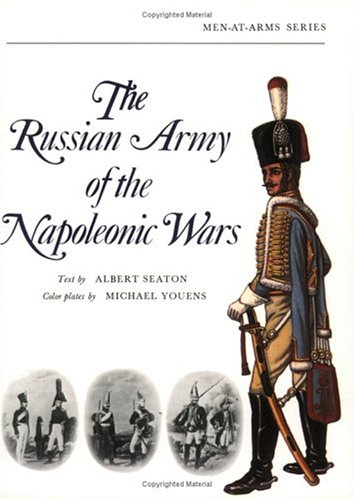 Copyrighted Material
MEN-AT-ARMS SERIES
The
Russian Army
of the
Napoleonic Wars
Text by ALBERT SEATON
Color plates by MICHAEL YOUENS
Copyrighted Material